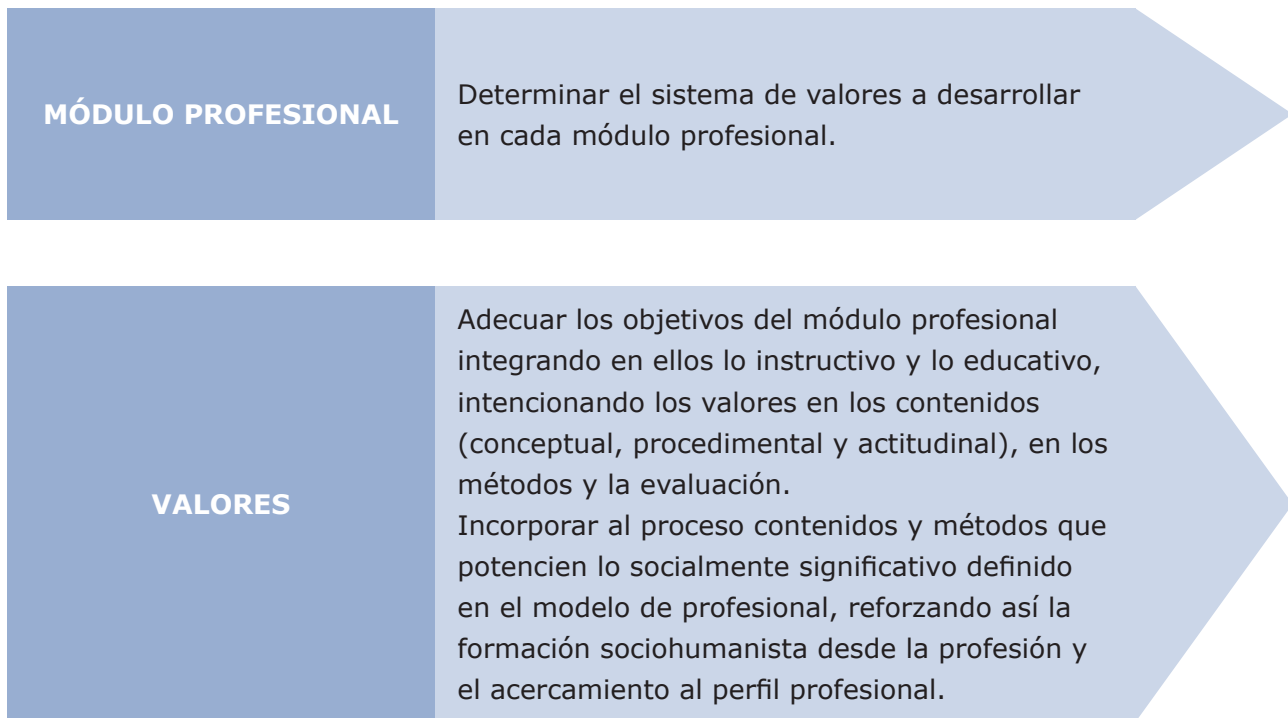 MÓDULO PROFESIONAL
Determinar el sistema de valores a desarrollar
en cada módulo profesional.
VALORES
Adecuar los objetivos del módulo profesional
integrando en ellos lo instructivo y lo educativo,
intencionando los valores en los contenidos
(conceptual, procedimental y actitudinal), en los
métodos y la evaluación.
Incorporar al proceso contenidos y métodos que
potencien lo socialmente significativo definido
en el modelo de profesional, reforzando así la
formación sociohumanista desde la profesión y
el acercamiento al perfil profesional.